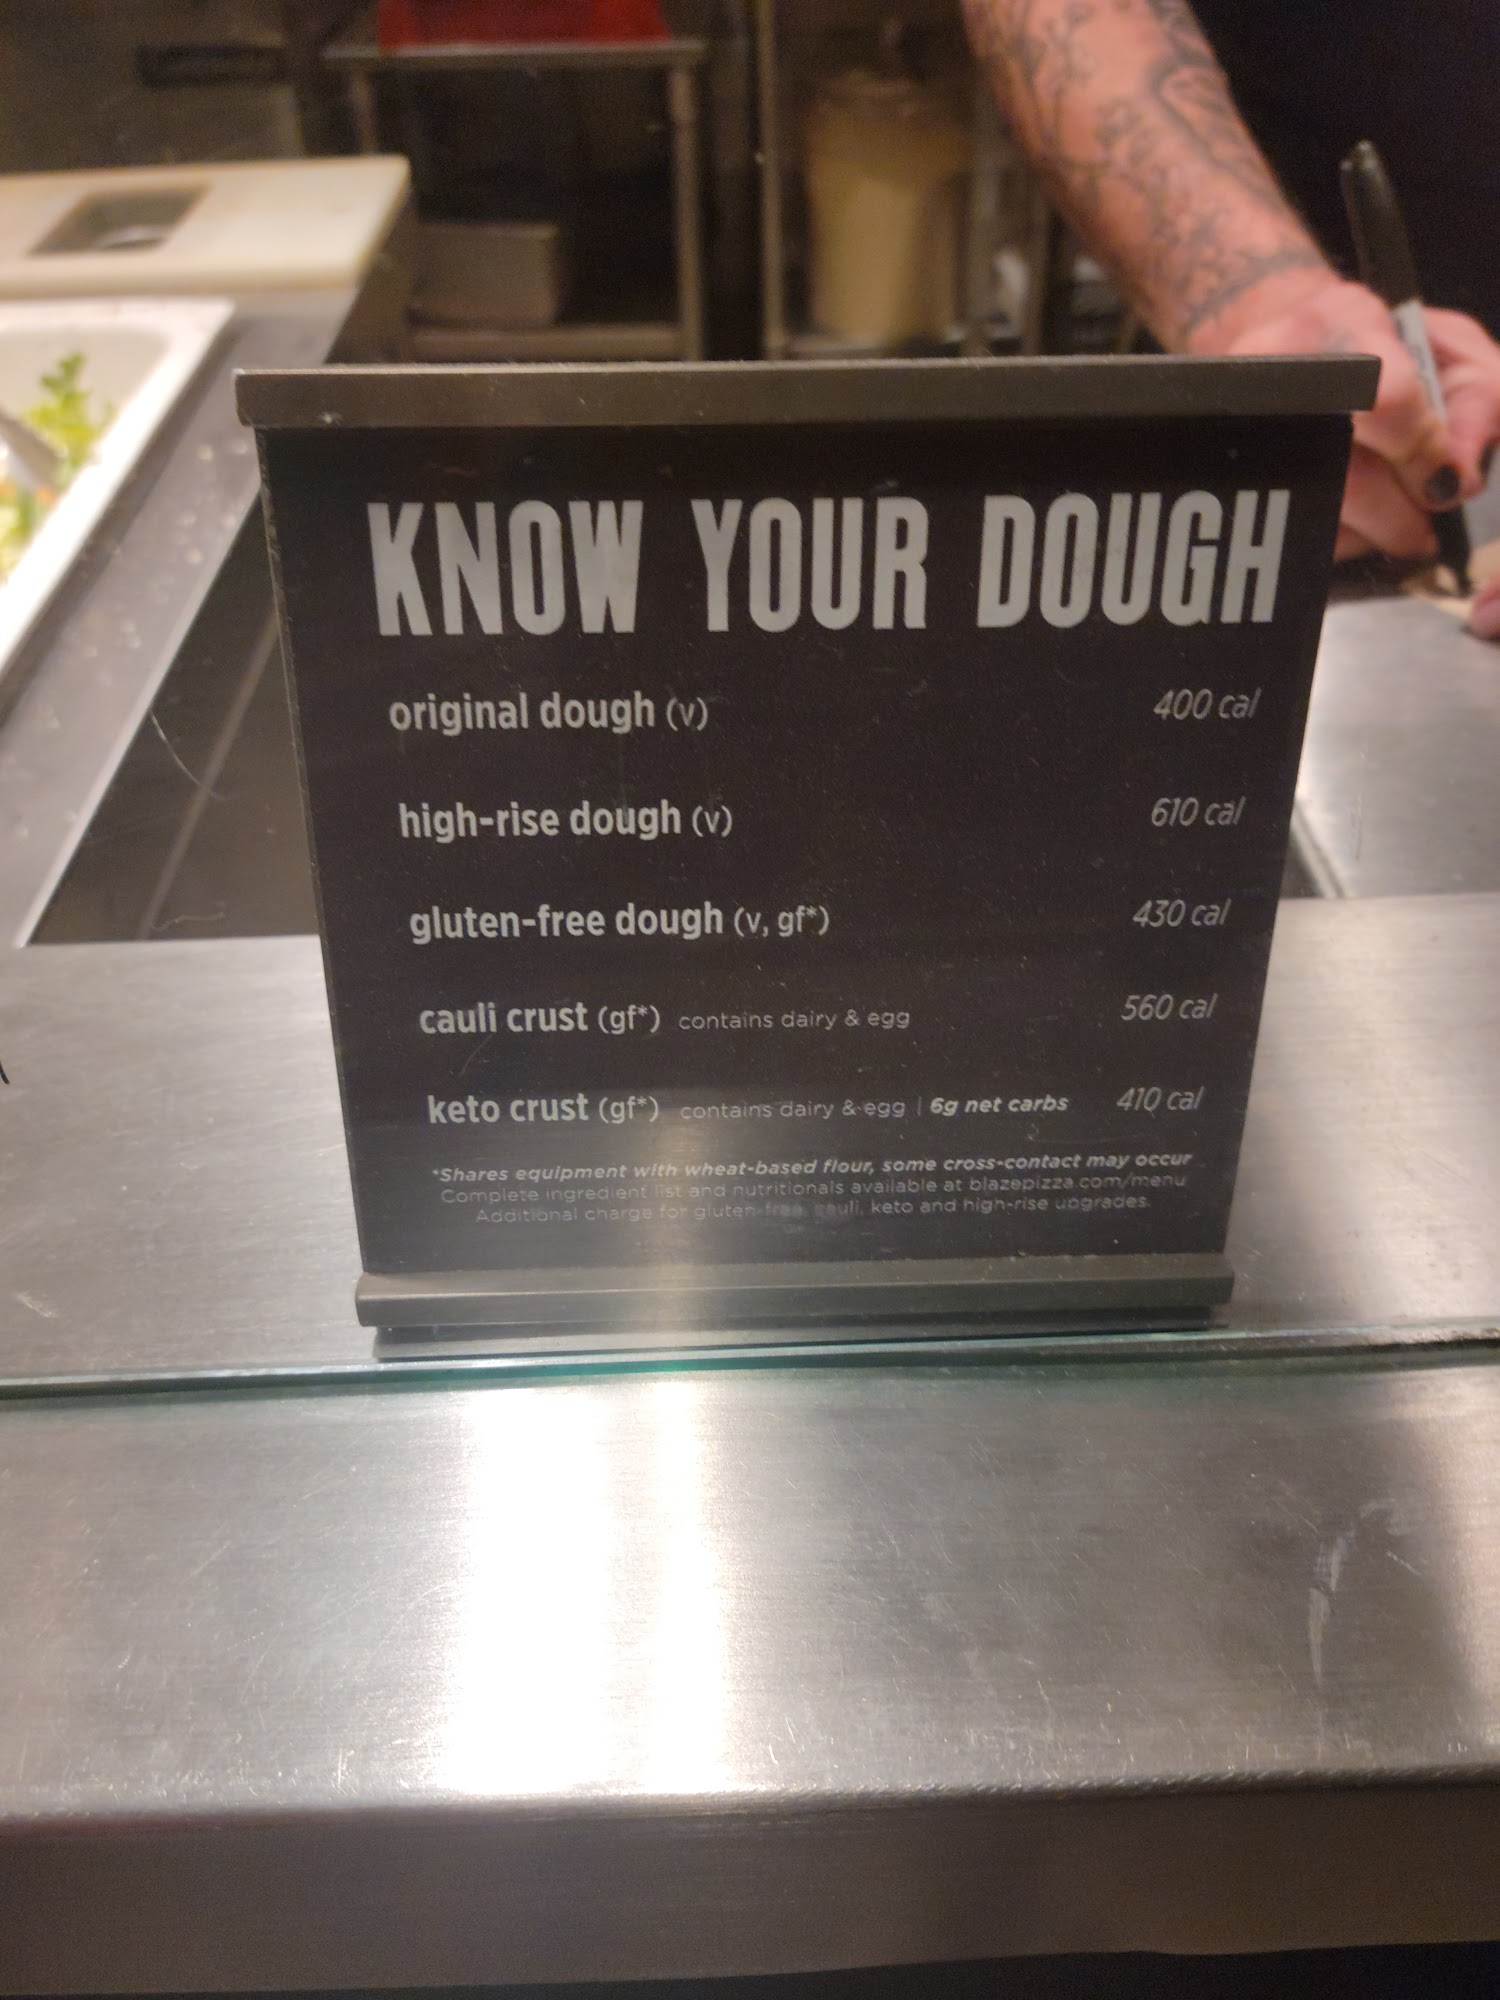 KNOW YOUR DOUGH
original dough (v) 400 cal
high-rise dough (v) 610 cal
gluten-free dough (v, gf*) 430 cal
cauli crust (gf*) contains dairy & egg 560 cal
keto crust (gf*) contains dairy & egg | 6g net carbs 410 cal
*Shares equipment with wheat-based flour, some cross-contact may occur
Complete ingredient list and nutritionals available at blazepizza.com/menu
Additional charge for gluten-free, cauli, keto and high-rise upgrades.